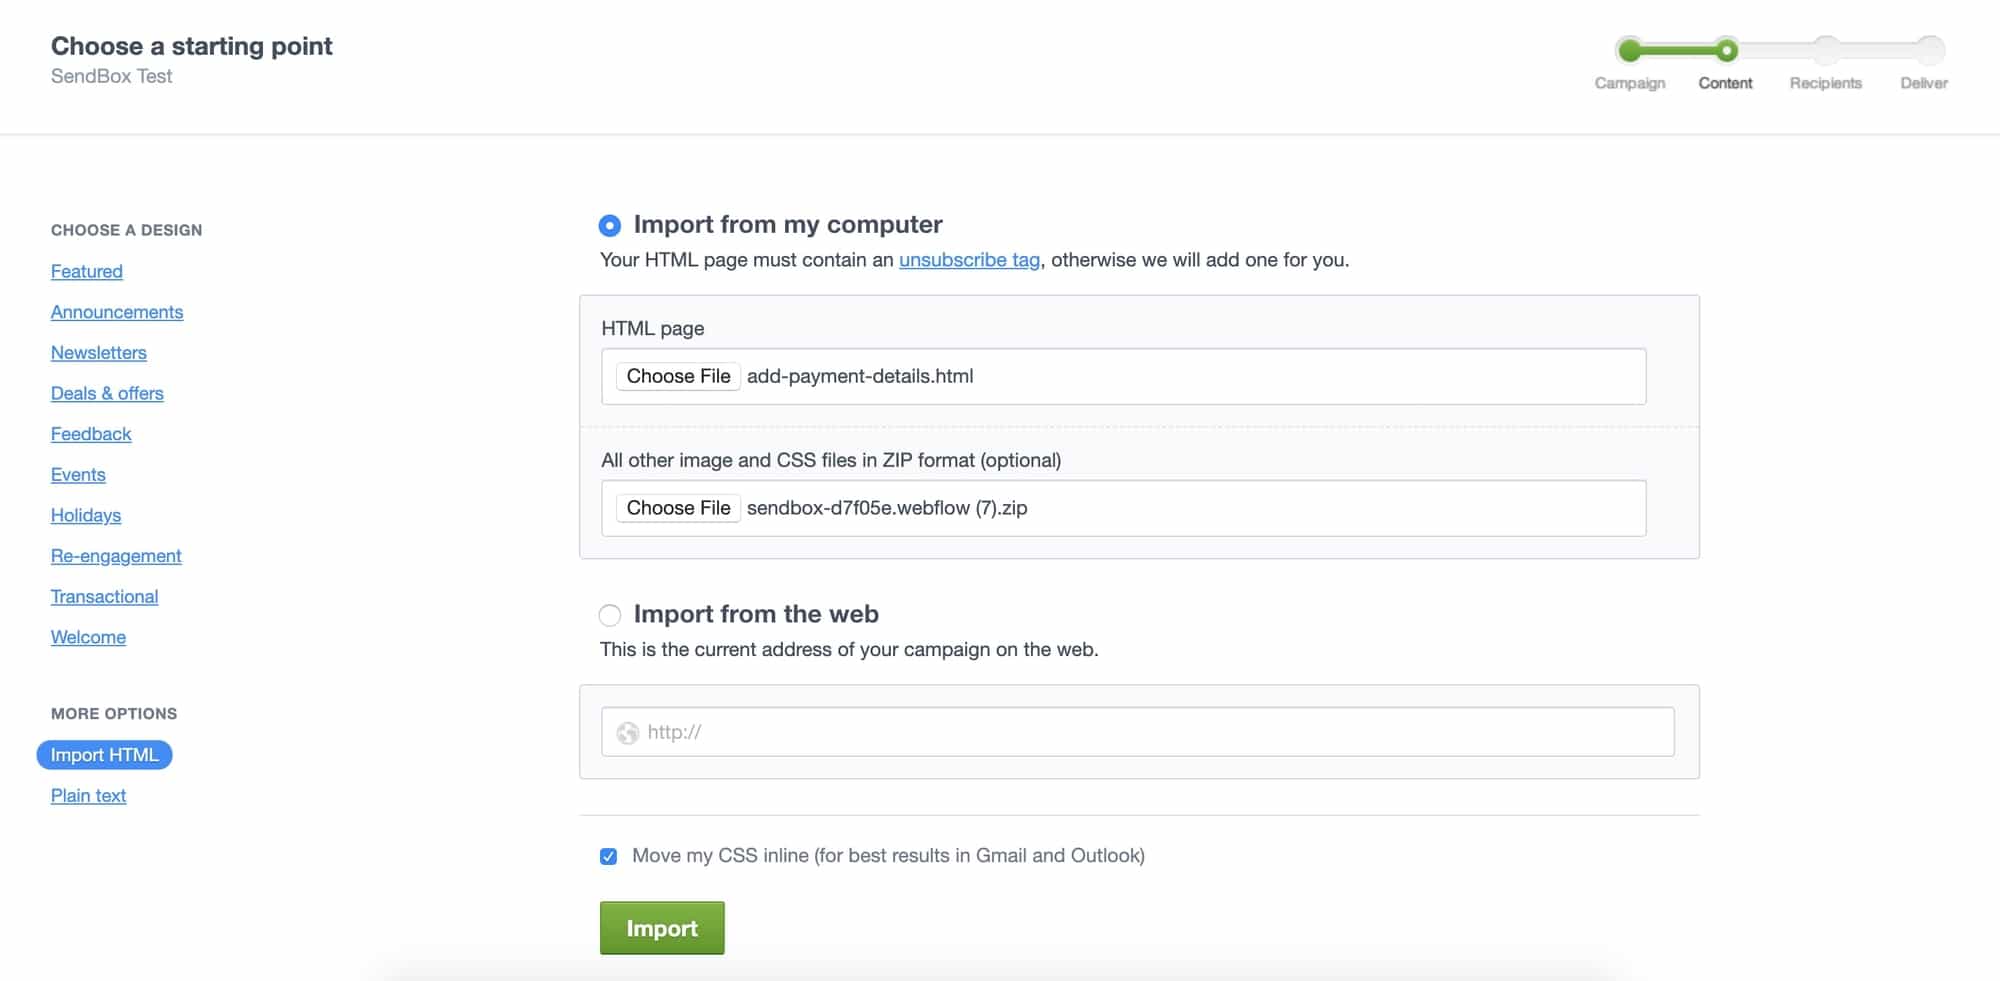 Choose a starting point
SendBox Test
Campaign
Content
Recipients
Deliver
CHOOSE A DESIGN
Featured
Announcements
Newsletters
Deals & offers
Feedback
Events
Holidays
Re-engagement
Transactional
Welcome
MORE OPTIONS
Import HTML
Plain text
Import from my computer
Your HTML page must contain an unsubscribe tag, otherwise we will add one for you.
HTML page
Choose File add-payment-details.html
All other image and CSS files in ZIP format (optional)
Choose File sendbox-d7f05e.webflow (7).zip
Import from the web
This is the current address of your campaign on the web.
http://
Move my CSS inline (for best results in Gmail and Outlook)
Import